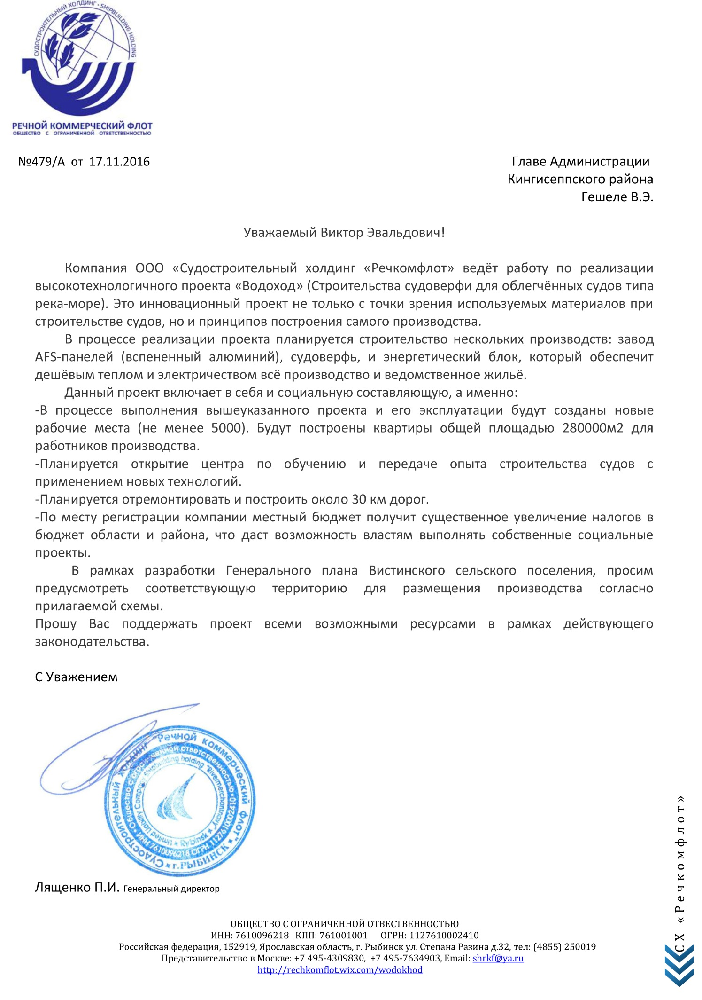 СУДОСТРОИТЕЛЬНЫЙ ХОЛДИНГ • SHIPBUILDING HOLDING
РЕЧНОЙ КОММЕРЧЕСКИЙ ФЛОТ
ОБЩЕСТВО С ОГРАНИЧЕННОЙ ОТВЕТСТВЕННОСТЬЮ
№479/А от 17.11.2016
Главе Администрации
Кингисеппского района
Гешеле В.Э.
Уважаемый Виктор Эвальдович!
Компания ООО «Судостроительный холдинг «Речкомфлот» ведёт работу по реализации
высокотехнологичного проекта «Водоход» (Строительства судоверфи для облегчённых судов типа
река-море). Это инновационный проект не только с точки зрения используемых материалов при
строительстве судов, но и принципов построения самого производства.
В процессе реализации проекта планируется строительство нескольких производств: завод
AFS-панелей (вспененный алюминий), судоверфь, и энергетический блок, который обеспечит
дешёвым теплом и электричеством всё производство и ведомственное жильё.
Данный проект включает в себя и социальную составляющую, а именно:
-В процессе выполнения вышеуказанного проекта и его эксплуатации будут созданы новые
рабочие места (не менее 5000). Будут построены квартиры общей площадью 280000м2 для
работников производства.
-Планируется открытие центра по обучению и передаче опыта строительства судов с
применением новых технологий.
-Планируется отремонтировать и построить около 30 км дорог.
-По месту регистрации компании местный бюджет получит существенное увеличение налогов в
бюджет области и района, что даст возможность властям выполнять собственные социальные
проекты.
В рамках разработки Генерального плана Вистинского сельского поселения, просим
предусмотреть соответствующую территорию для размещения производства согласно
прилагаемой схемы.
Прошу Вас поддержать проект всеми возможными ресурсами в рамках действующего
законодательства.
С Уважением
Судостроительный холдинг "Речной коммерческий флот" ★ г. РЫБИНСК ★
Общество с ограниченной ответственностью • ИНН 7610096218 ОГРН 1127610002410
Limited Liability Company Shipbuilding holding "Rivermerchantnavy" ★ Rybinsk ★
Лященко П.И. Генеральный директор
СХ «Речкомфлот»
ОБЩЕСТВО С ОГРАНИЧЕННОЙ ОТВЕСТВЕННОСТЬЮ
ИНН: 7610096218 КПП: 761001001 ОГРН: 1127610002410
Российская федерация, 152919, Ярославская область, г. Рыбинск ул. Степана Разина д.32, тел: (4855) 250019
Представительство в Москве: +7 495-4309830, +7 495-7634903, Email: shrkf@ya.ru
http://rechkomflot.wix.com/wodokhod